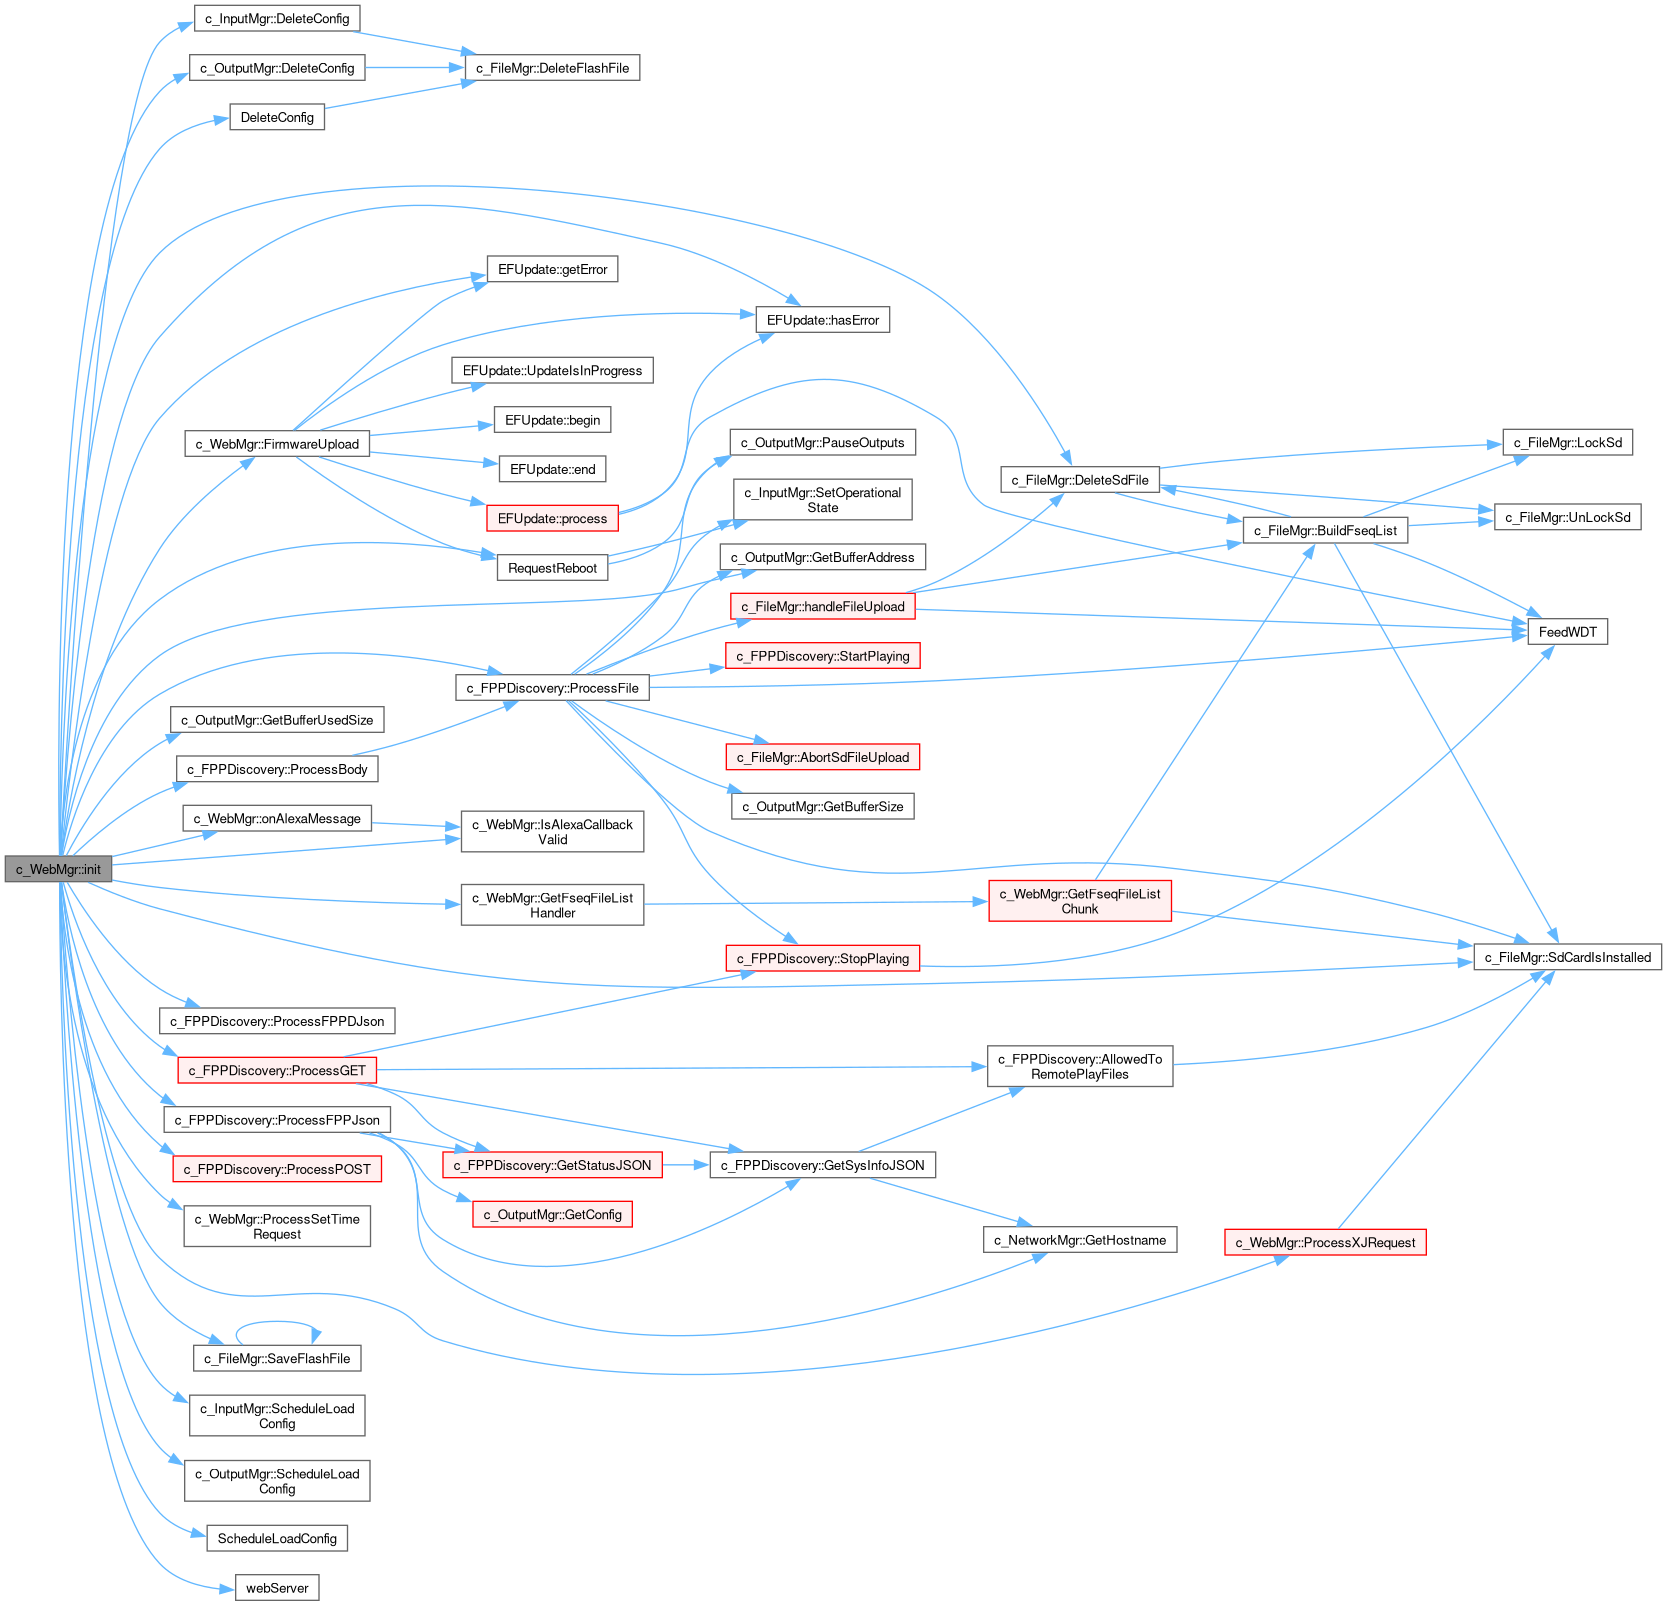 c_InputMgr::DeleteConfig
c_OutputMgr::DeleteConfig
c_FileMgr::DeleteFlashFile
DeleteConfig
EFUpdate::getError
EFUpdate::hasError
EFUpdate::UpdateIsInProgress
EFUpdate::begin
c_WebMgr::FirmwareUpload
c_OutputMgr::PauseOutputs
c_FileMgr::LockSd
EFUpdate::end
c_FileMgr::DeleteSdFile
c_InputMgr::SetOperational
State
EFUpdate::process
c_FileMgr::UnLockSd
c_FileMgr::BuildFseqList
c_OutputMgr::GetBufferAddress
RequestReboot
c_FileMgr::handleFileUpload
FeedWDT
c_FPPDiscovery::StartPlaying
c_FPPDiscovery::ProcessFile
c_OutputMgr::GetBufferUsedSize
c_FileMgr::AbortSdFileUpload
c_FPPDiscovery::ProcessBody
c_OutputMgr::GetBufferSize
c_WebMgr::onAlexaMessage
c_WebMgr::IsAlexaCallback
Valid
c_WebMgr::init
c_WebMgr::GetFseqFileList
Handler
c_WebMgr::GetFseqFileList
Chunk
c_FPPDiscovery::StopPlaying
c_FileMgr::SdCardIsInstalled
c_FPPDiscovery::ProcessFPPDJson
c_FPPDiscovery::ProcessGET
c_FPPDiscovery::AllowedTo
RemotePlayFiles
c_FPPDiscovery::ProcessFPPJson
c_FPPDiscovery::ProcessPOST
c_FPPDiscovery::GetStatusJSON
c_FPPDiscovery::GetSysInfoJSON
c_OutputMgr::GetConfig
c_WebMgr::ProcessSetTime
Request
c_NetworkMgr::GetHostname
c_WebMgr::ProcessXJRequest
c_FileMgr::SaveFlashFile
c_InputMgr::ScheduleLoad
Config
c_OutputMgr::ScheduleLoad
Config
ScheduleLoadConfig
webServer